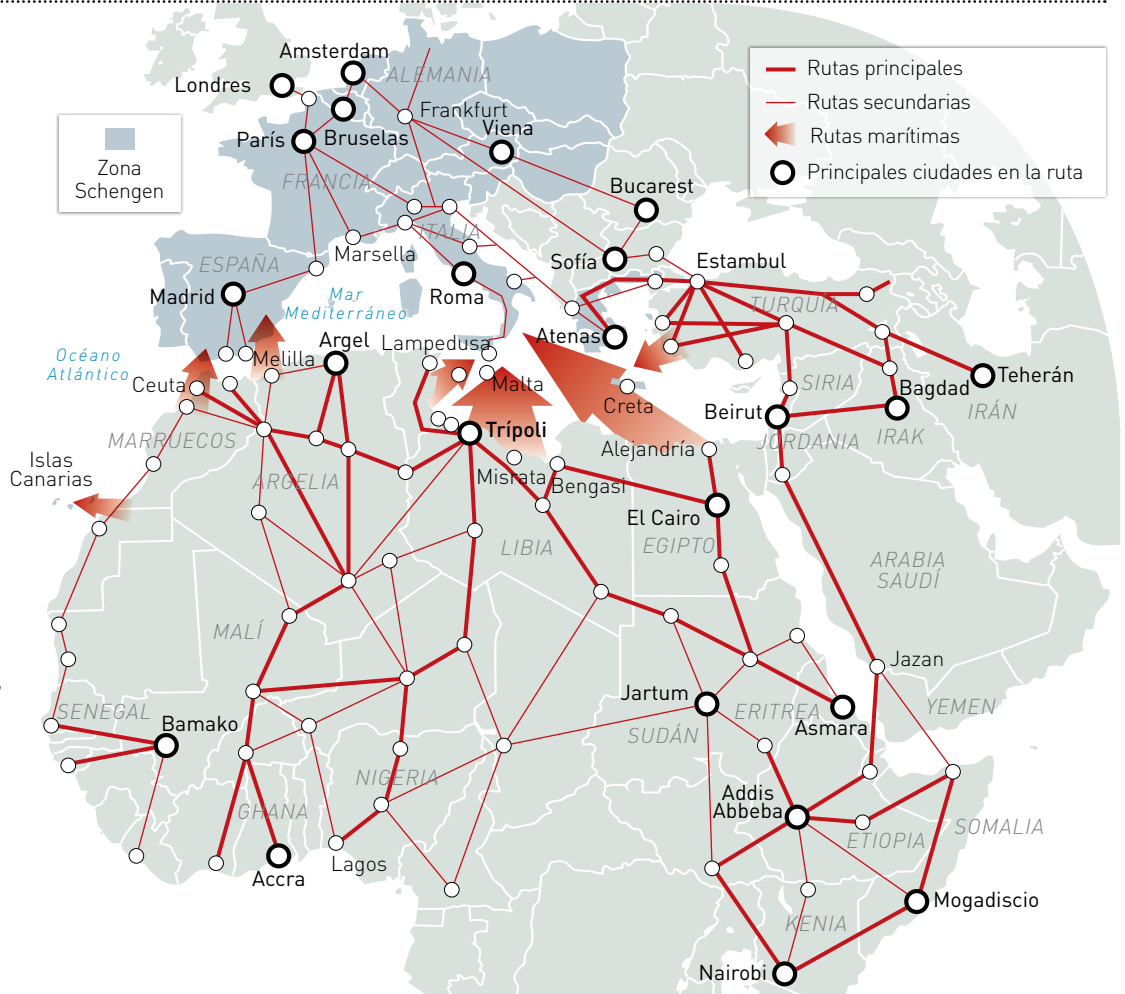 Rutas principales
Rutas secundarias
Rutas marítimas
Principales ciudades en la ruta
Zona
Schengen
Amsterdam
ALEMANIA
Londres
Frankfurt
París
Bruselas
Viena
FRANCIA
Bucarest
ITALIA
Marsella
ESPAÑA
Sofía
Estambul
Madrid
Roma
Mar
Mediterráneo
TURQUIA
Atenas
Océano
Atlántico
Melilla
Argel
Lampedusa
Ceuta
Malta
Creta
SIRIA
Bagdad
Teherán
IRÁN
Beirut
IRAK
JORDANIA
MARRUECOS
Trípoli
Alejandría
Islas
Canarias
ARGELIA
Misrata
Bengasi
El Cairo
LIBIA
EGIPTO
ARABIA
SAUDÍ
MALÍ
Jazan
SENEGAL
Bamako
Jartum
ERITREA
Asmara
YEMEN
SUDÁN
NIGERIA
GHANA
Addis
Abbeba
ETIOPIA
SOMALIA
Accra
Lagos
KENIA
Mogadiscio
Nairobi